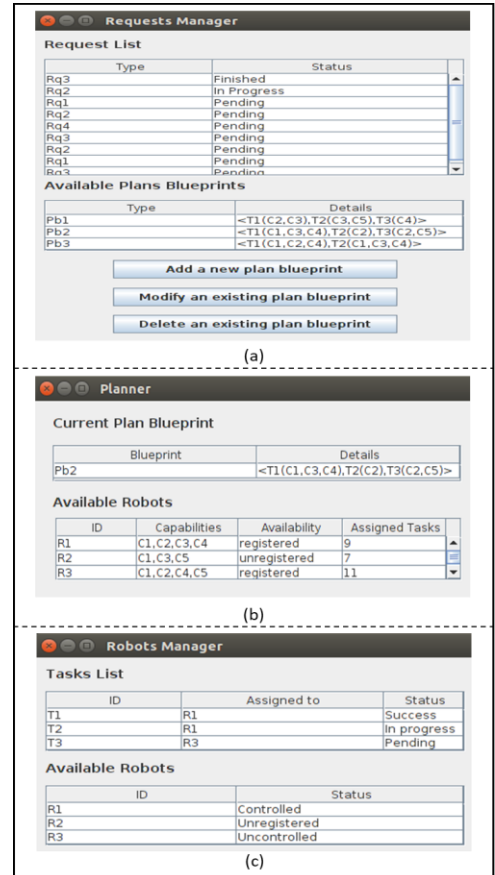 Requests Manager
Request List
Type Status
Rq3 Finished
Rq2 In Progress
Rq1 Pending
Rq2 Pending
Rq4 Pending
Rq3 Pending
Rq2 Pending
Rq1 Pending
Rq3 Pending
Available Plans Blueprints
Type Details
Pb1 <T1(C2,C3),T2(C3,C5),T3(C4)>
Pb2 <T1(C1,C3,C4),T2(C2),T3(C2,C5)>
Pb3 <T1(C1,C2,C4),T2(C1,C3,C4)>
Add a new plan blueprint
Modify an existing plan blueprint
Delete an existing plan blueprint
(a)
Planner
Current Plan Blueprint
Blueprint Details
Pb2 <T1(C1,C3,C4),T2(C2),T3(C2,C5)>
Available Robots
ID Capabilities Availability Assigned Tasks
R1 C1,C2,C3,C4 registered 9
R2 C1,C3,C5 unregistered 7
R3 C1,C2,C4,C5 registered 11
(b)
Robots Manager
Tasks List
ID Assigned to Status
T1 R1 Success
T2 R1 In progress
T3 R3 Pending
Available Robots
ID Status
R1 Controlled
R2 Unregistered
R3 Uncontrolled
(c)